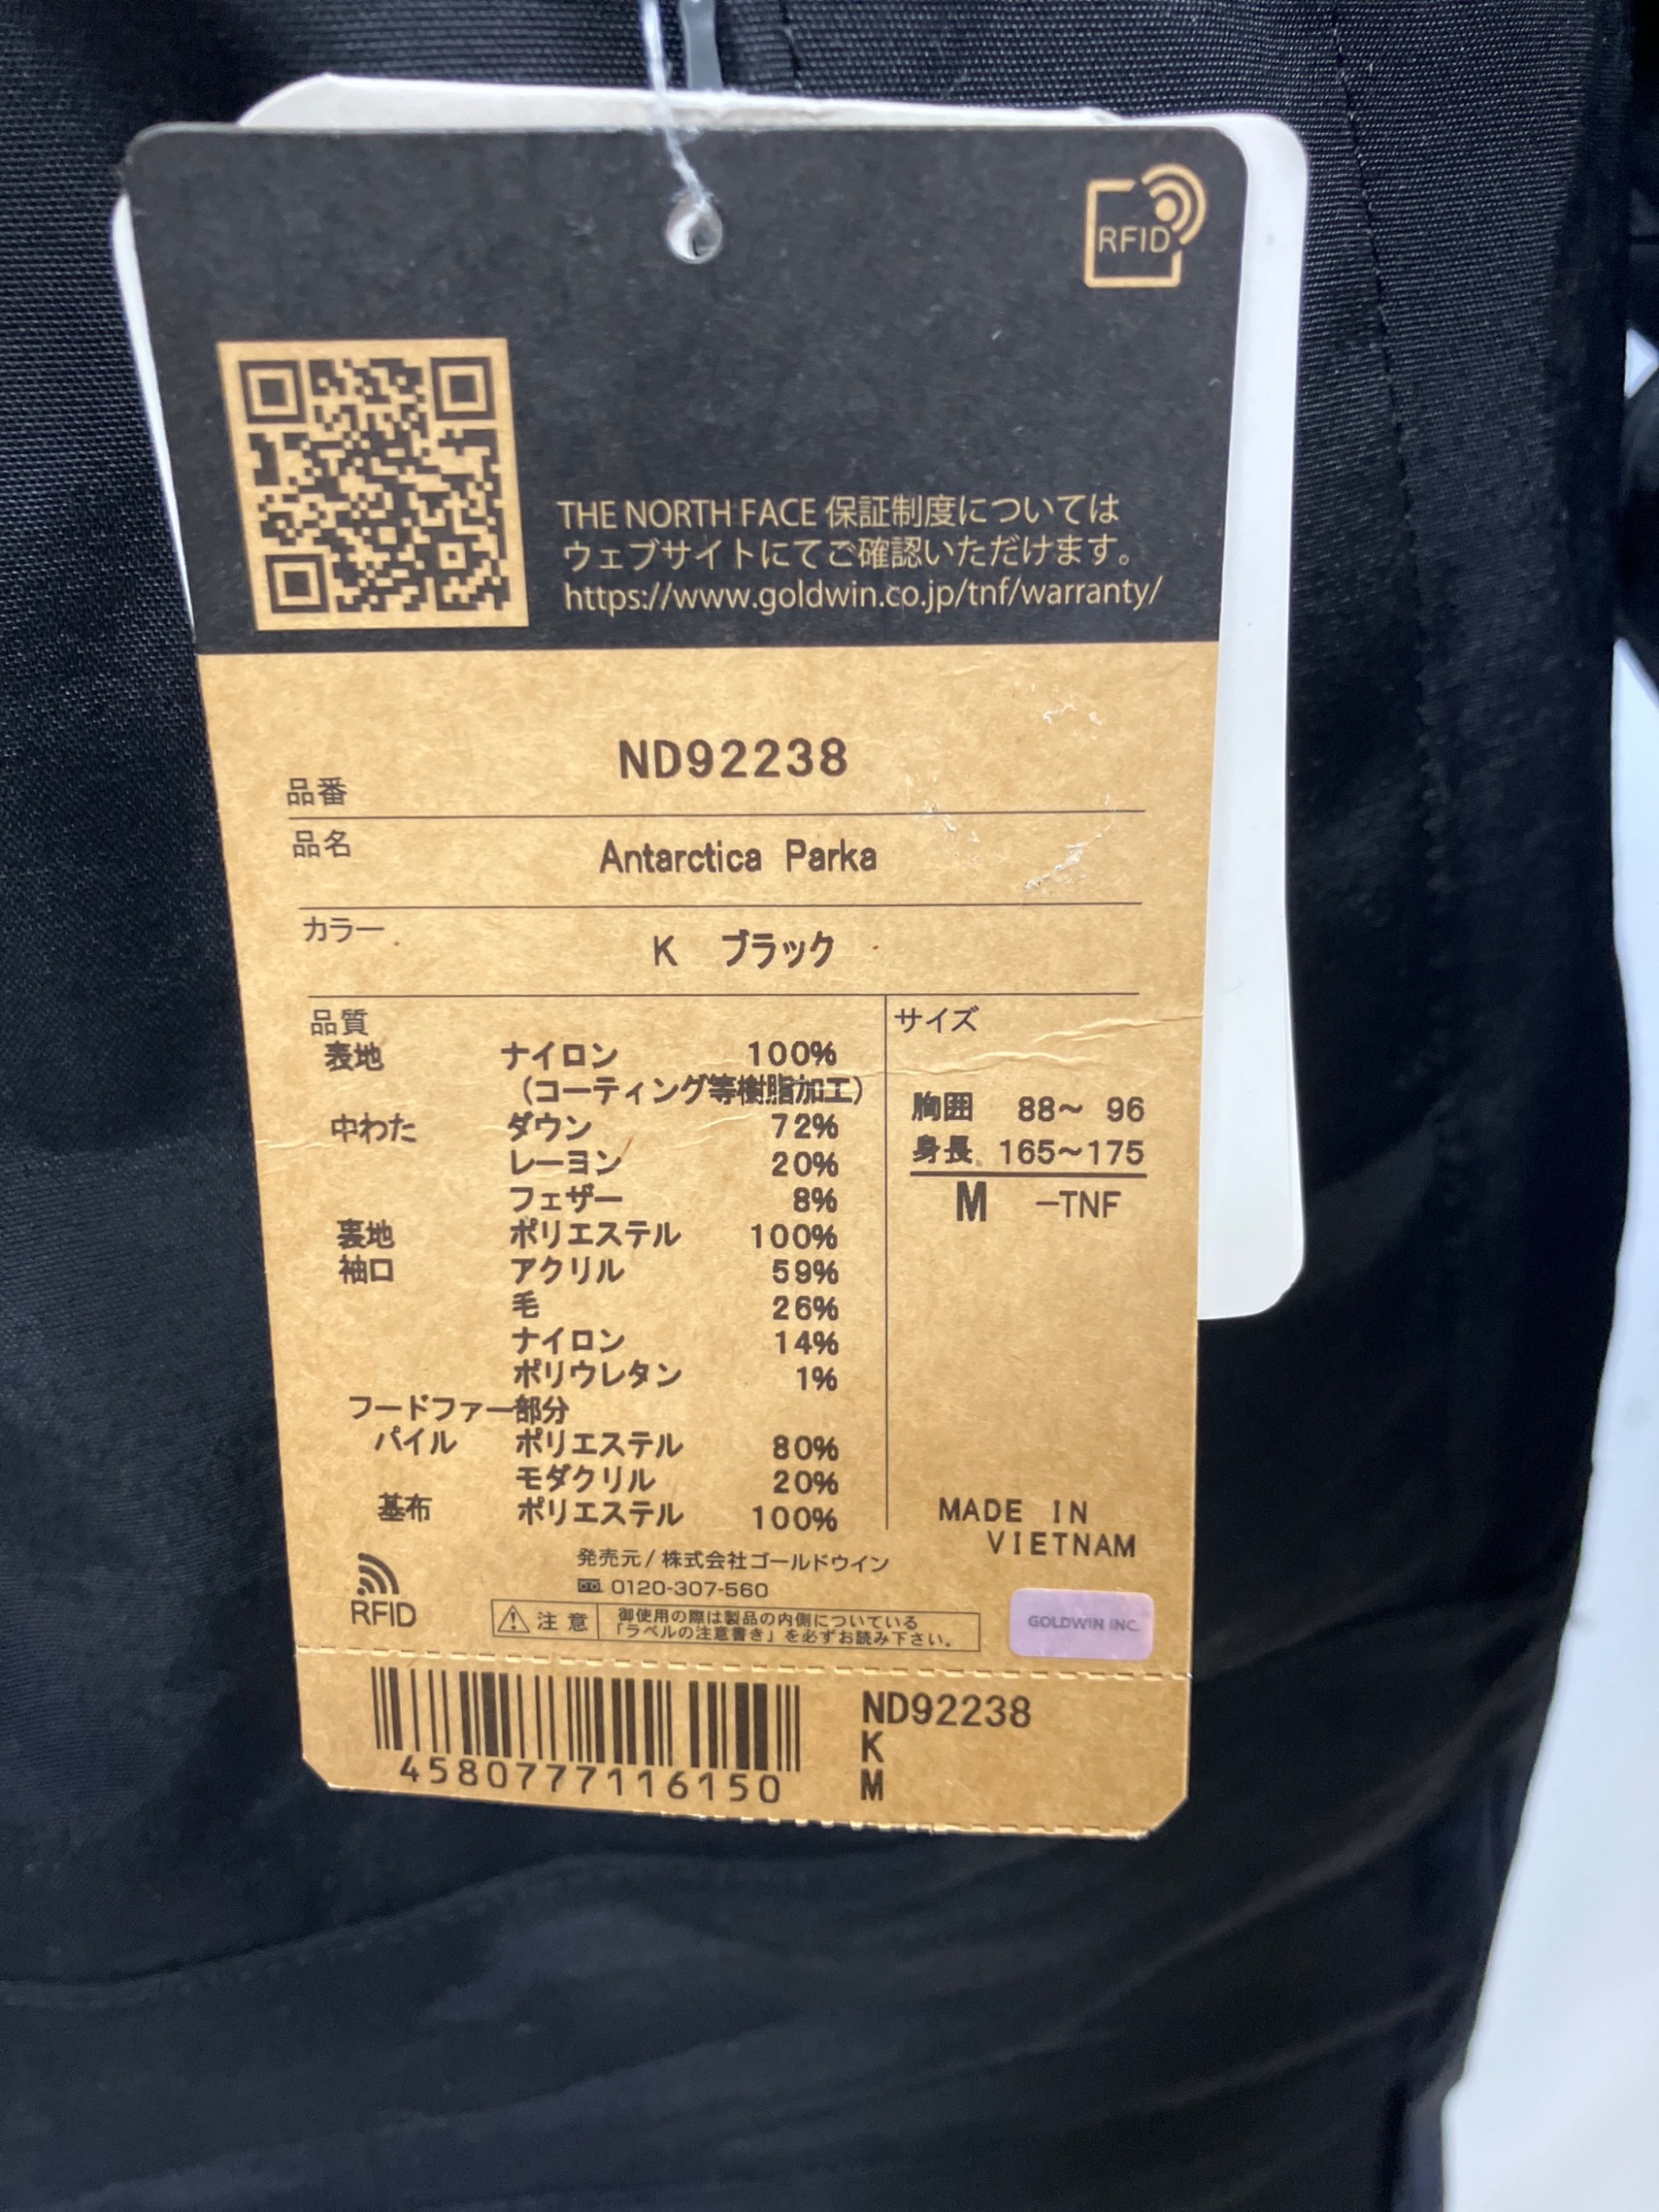 RFID
THE NORTH FACE 保証制度については
ウェブサイトにてご確認いただけます。
https://www.goldwin.co.jp/tnf/warranty/
品番 ND92238
品名 Antarctica Parka
カラー K ブラック
品質
表地 ナイロン 100%
(コーティング等樹脂加工)
中わた ダウン 72%
レーヨン 20%
フェザー 8%
裏地 ポリエステル 100%
袖口 アクリル 59%
毛 26%
ナイロン 14%
ポリウレタン 1%
フードファー部分
パイル ポリエステル 80%
モダクリル 20%
基布 ポリエステル 100%
サイズ
胸囲 88~ 96
身長 165~175
M -TNF
MADE IN
VIETNAM
発売元/株式会社ゴールドウイン
0120-307-560
RFID
注意 御使用の際は製品の内側についている
「ラベルの注意書き」を必ずお読み下さい。
GOLDWIN INC.
4580777116150
ND92238
K
M